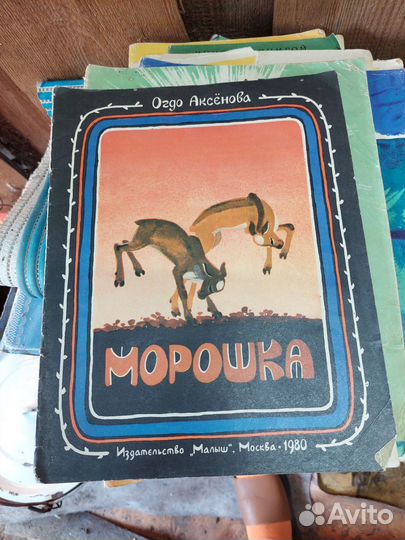 Огдо Аксёнова
МОРОШКА
Издательство „Малыш". Москва · 1980
Avito